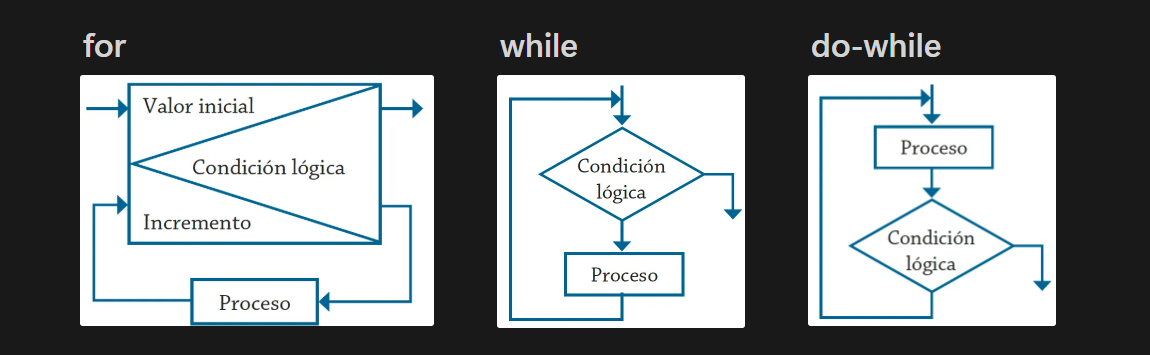 for
Valor inicial
Condición lógica
Incremento
Proceso
while
Condición
lógica
Proceso
do-while
Proceso
Condición
lógica